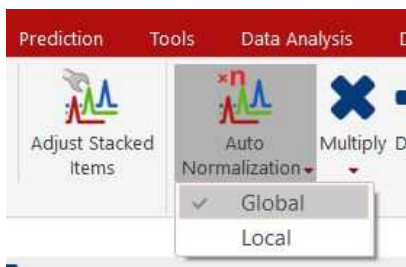 Prediction Tools Data Analysis
Adjust Stacked Items
×n
Auto Normalization
Multiply
Global
Local